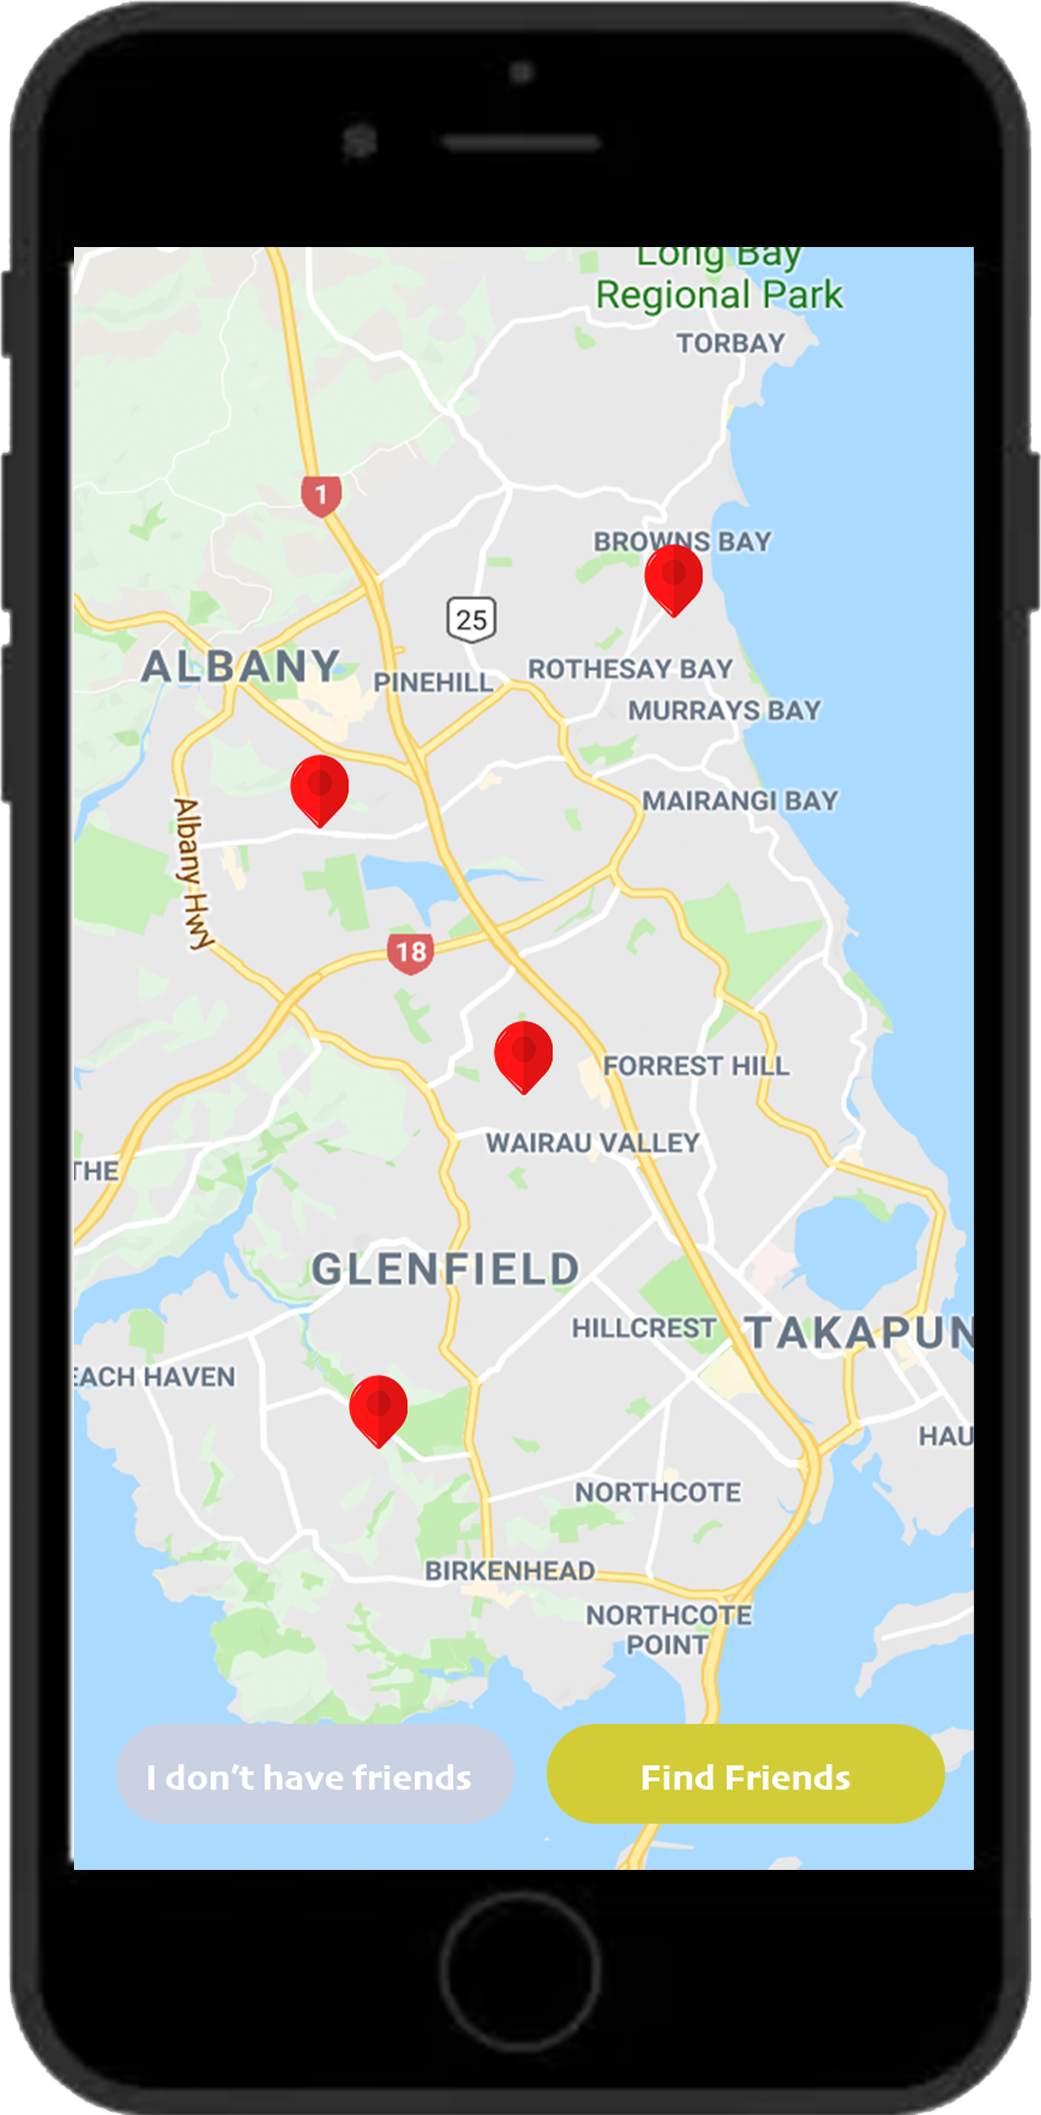 Long Bay
Regional Park
TORBAY
1
BROWNS BAY
25
ALBANY
PINEHILL
ROTHESAY BAY
MURRAYS BAY
MAIRANGI BAY
Albany Hwy
18
FORREST HILL
WAIRAU VALLEY
THE
GLENFIELD
HILLCREST
TAKAPUN
EACH HAVEN
HAU
NORTHCOTE
BIRKENHEAD
NORTHCOTE
POINT
I don't have friends
Find Friends